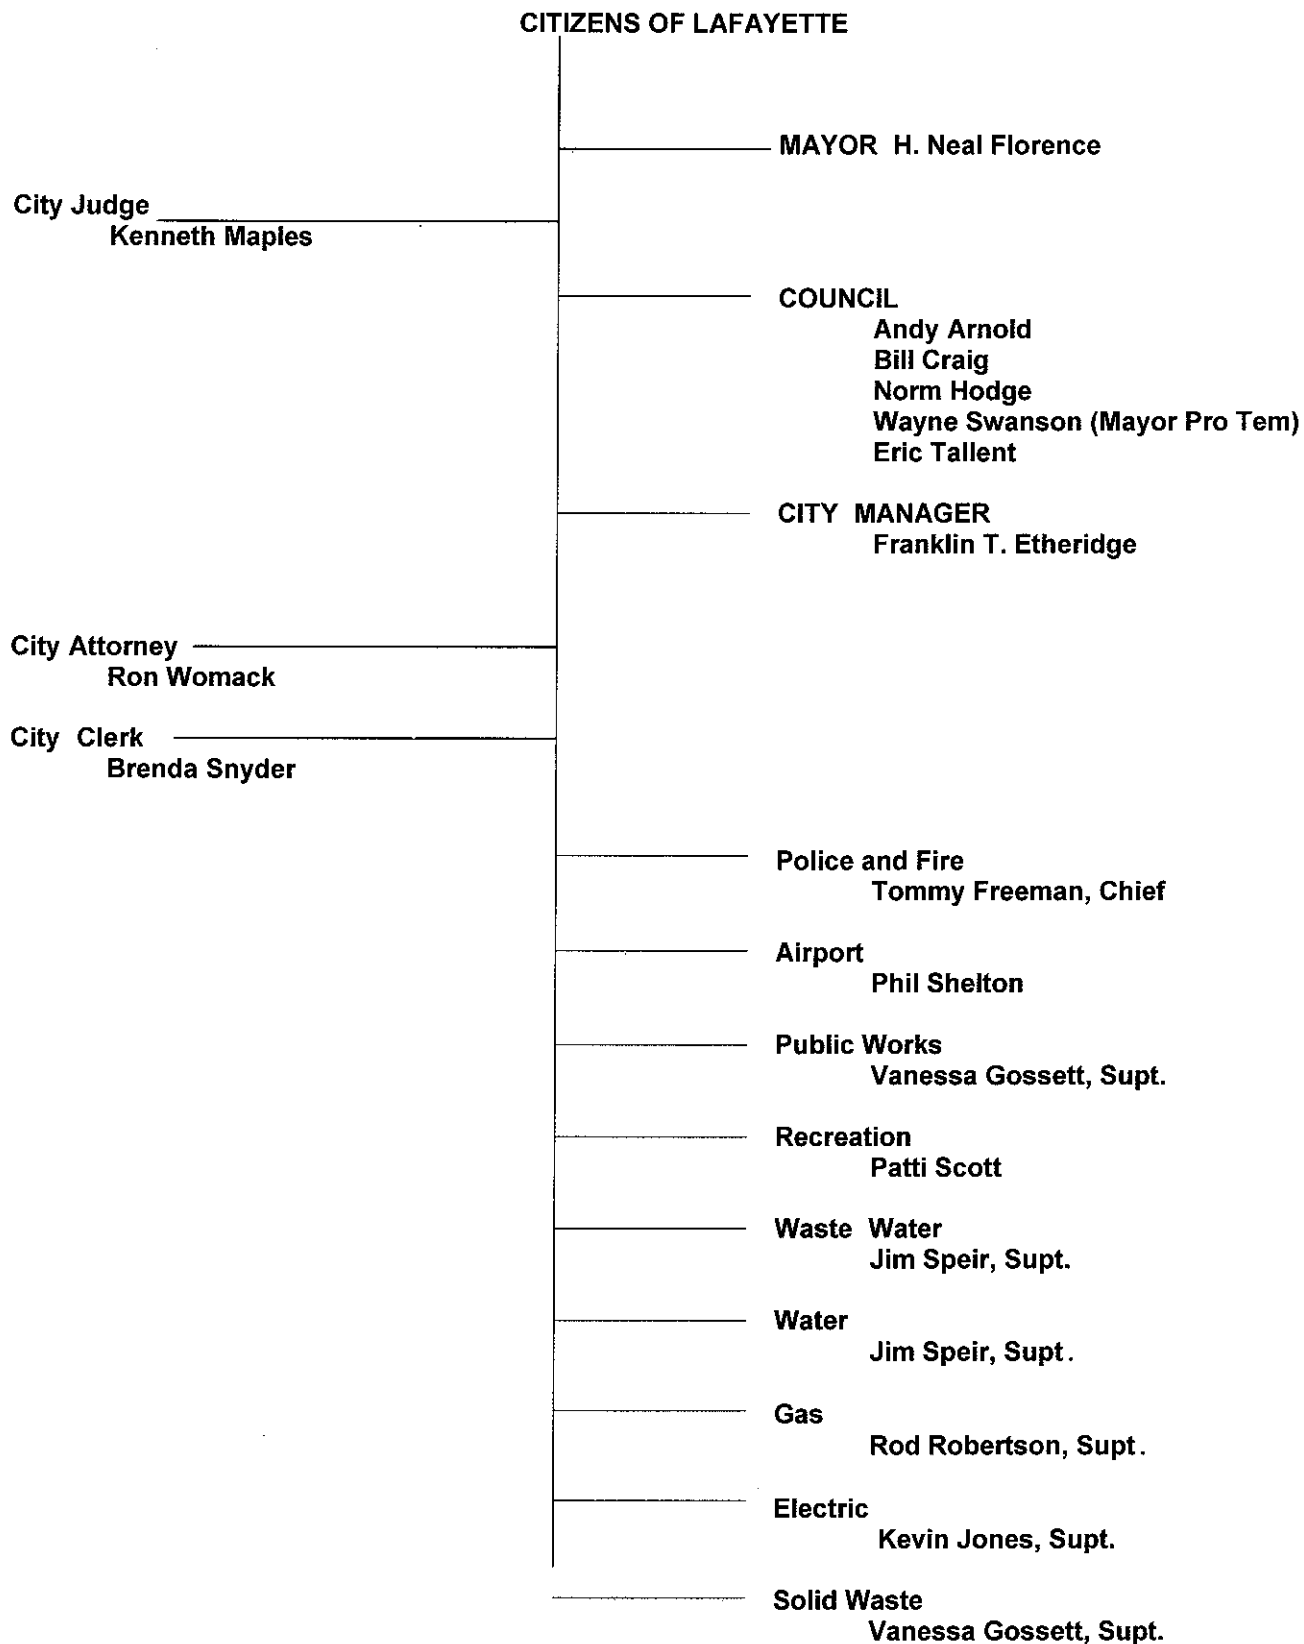 CITIZENS OF LAFAYETTE
MAYOR H. Neal Florence
City Judge
Kenneth Maples
COUNCIL
Andy Arnold
Bill Craig
Norm Hodge
Wayne Swanson (Mayor Pro Tem)
Eric Tallent
CITY MANAGER
Franklin T. Etheridge
City Attorney
Ron Womack
City Clerk
Brenda Snyder
Police and Fire
Tommy Freeman, Chief
Airport
Phil Shelton
Public Works
Vanessa Gossett, Supt.
Recreation
Patti Scott
Waste Water
Jim Speir, Supt.
Water
Jim Speir, Supt.
Gas
Rod Robertson, Supt.
Electric
Kevin Jones, Supt.
Solid Waste
Vanessa Gossett, Supt.